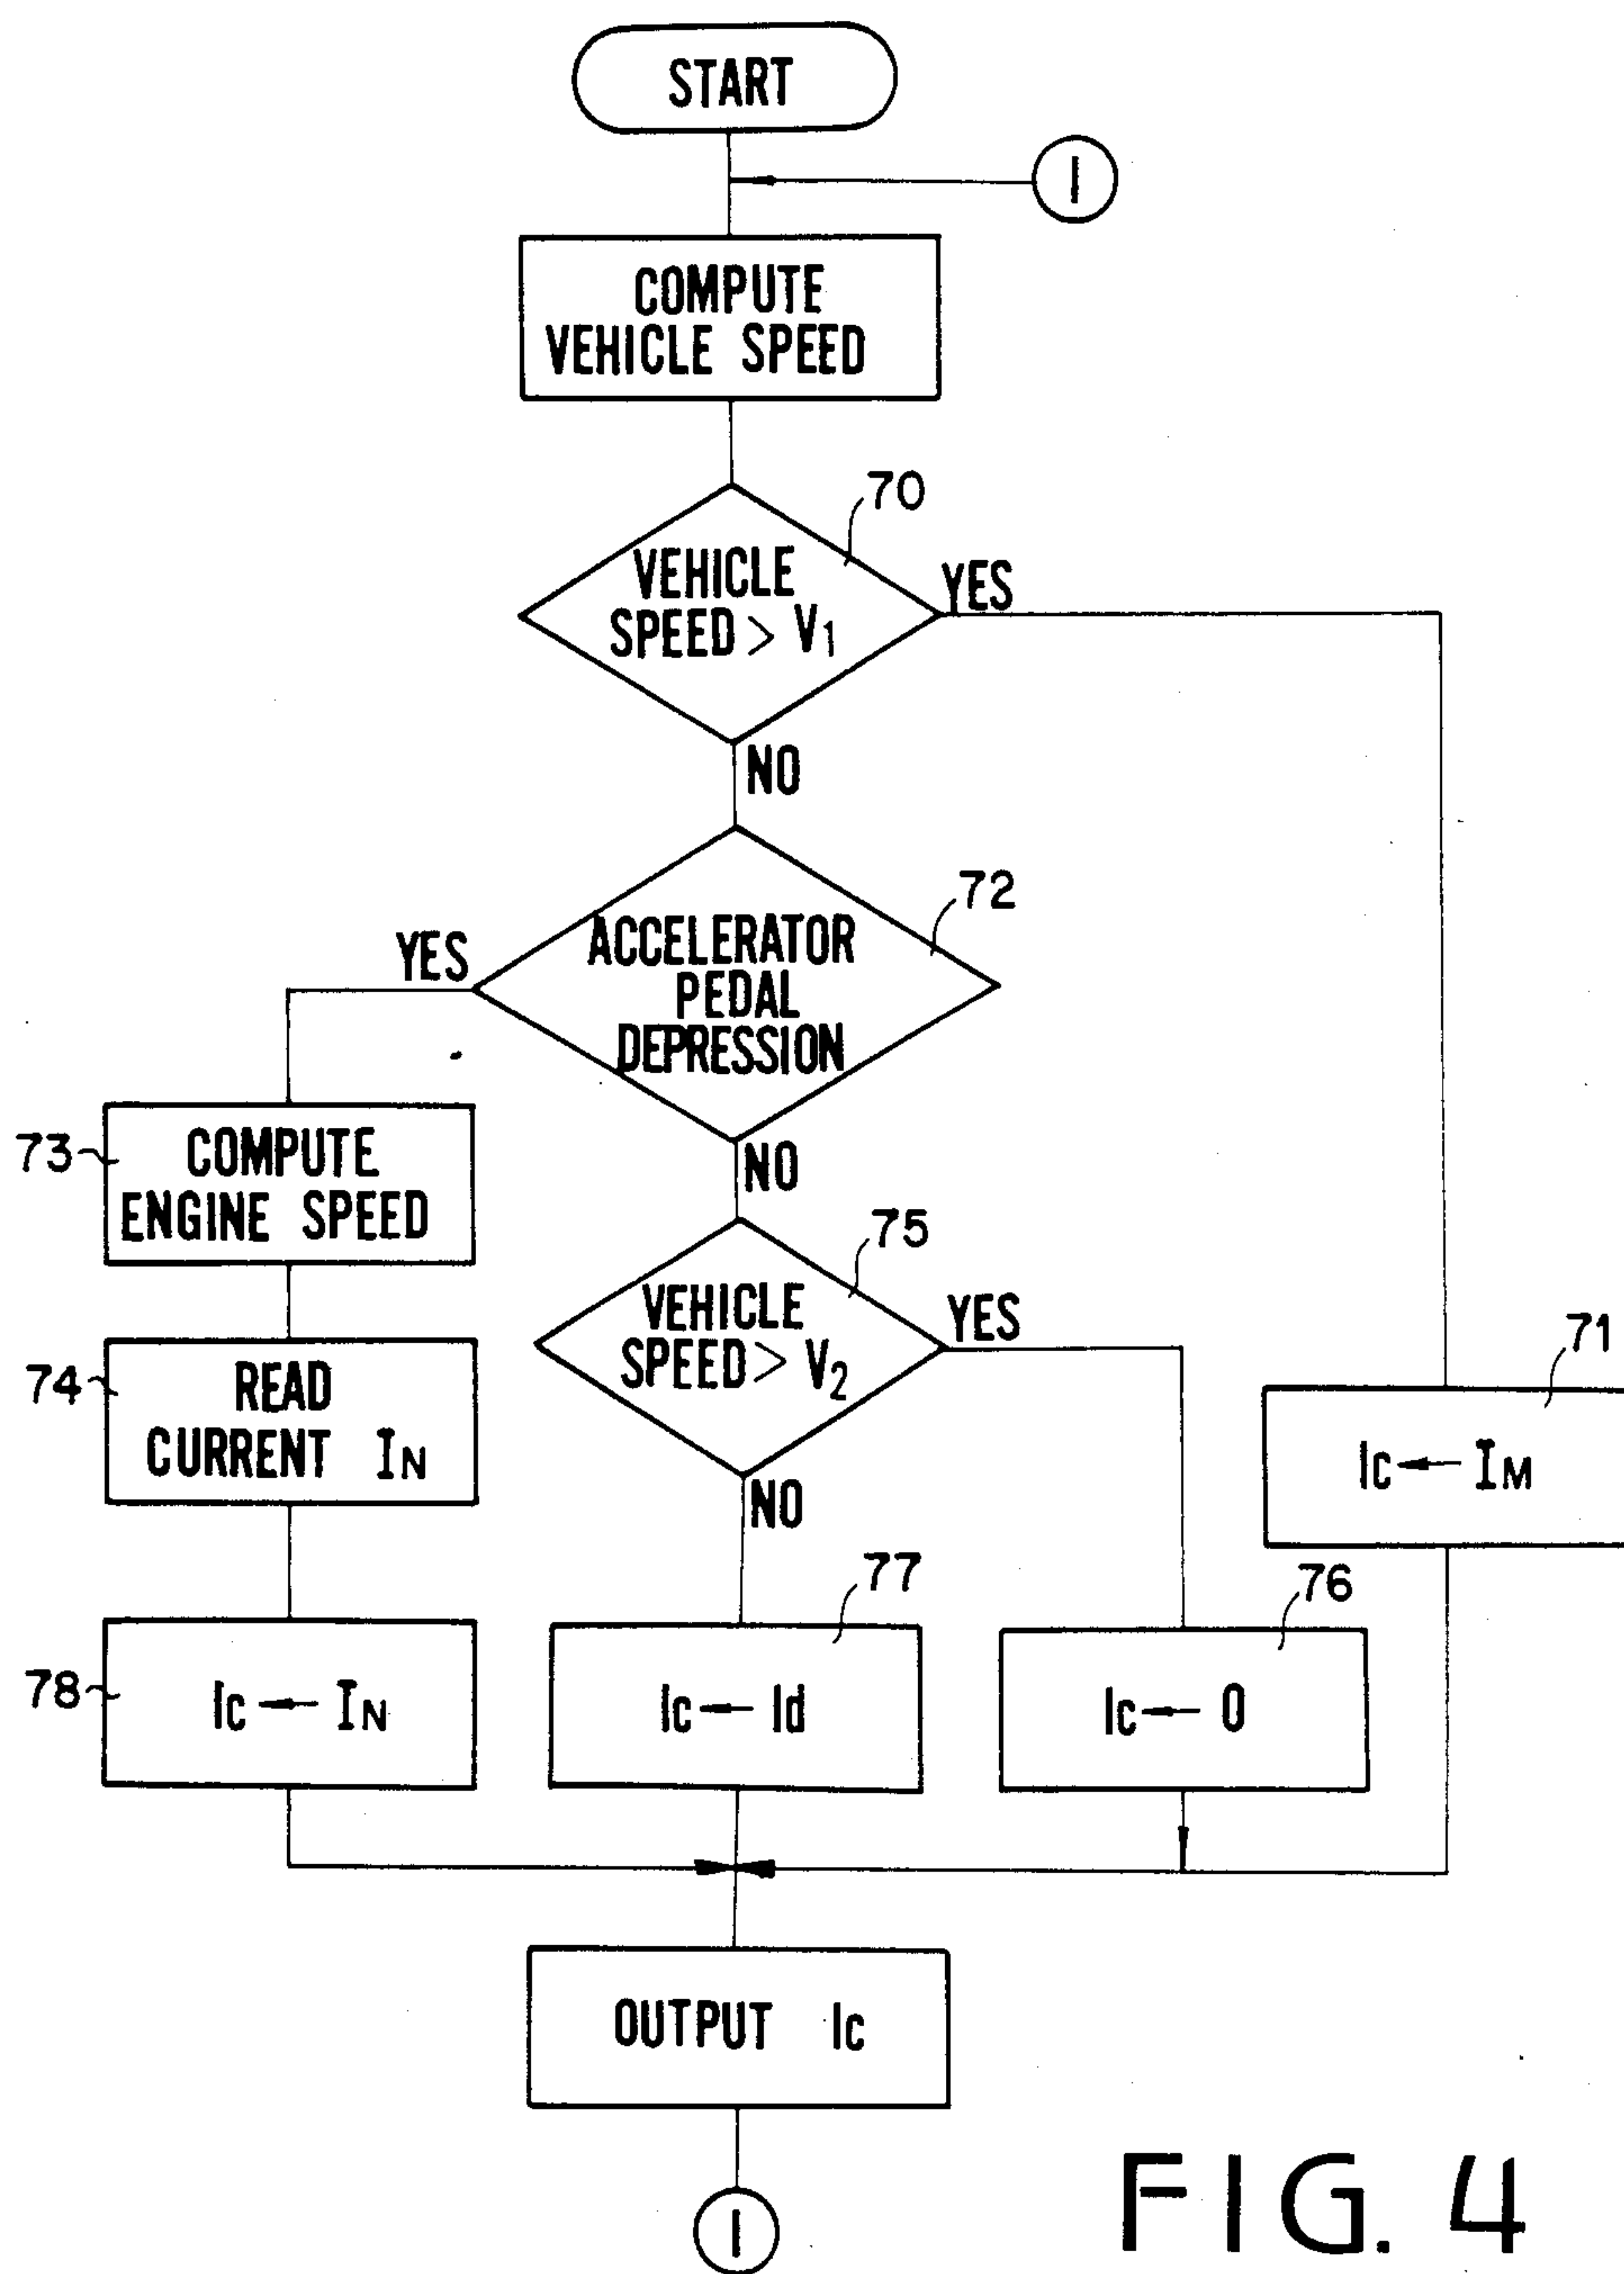 START
I
COMPUTE
VEHICLE SPEED
70
VEHICLE
SPEED > V1
YES
NO
72
ACCELERATOR
PEDAL
DEPRESSION
YES
NO
73
COMPUTE
ENGINE SPEED
75
VEHICLE
SPEED > V2
YES
NO
74
READ
CURRENT IN
71
Ic ← IM
78
Ic ← IN
77
Ic ← Id
76
Ic ← 0
OUTPUT Ic
I
FIG. 4